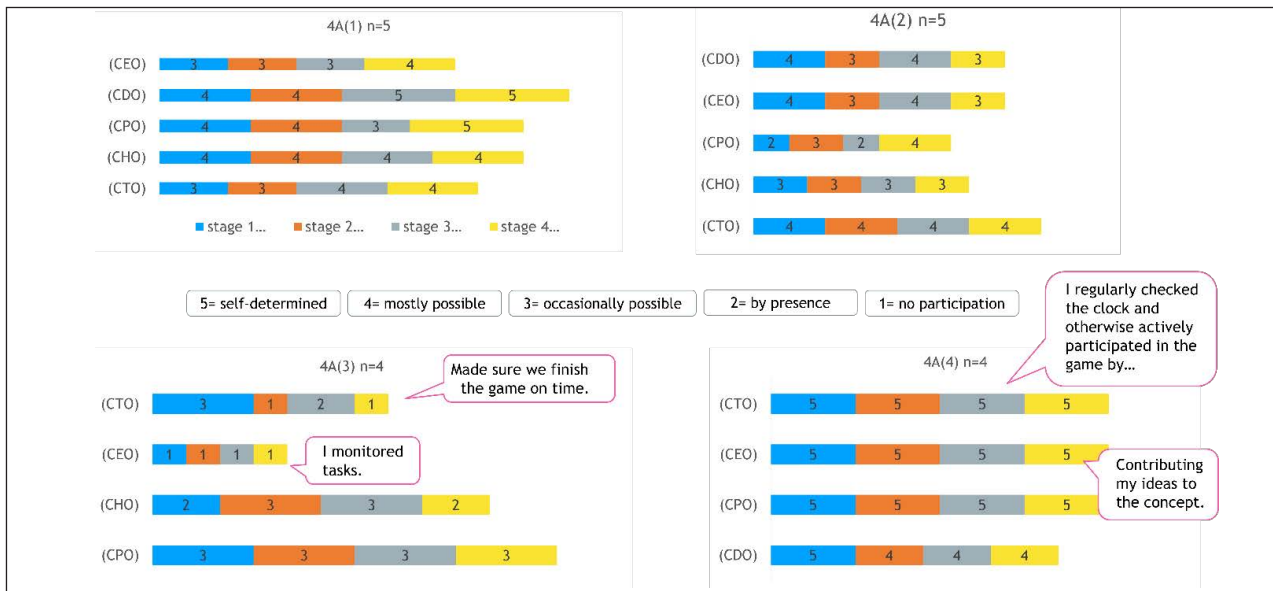 4A(1) n=5
(CEO) 3 3 3 4
(CDO) 4 4 5 5
(CPO) 4 4 3 5
(CHO) 4 4 4 4
(CTO) 3 3 4 4
stage 1... stage 2... stage 3... stage 4...
4A(2) n=5
(CDO) 4 3 4 3
(CEO) 4 3 4 3
(CPO) 2 3 2 4
(CHO) 3 3 3 3
(CTO) 4 4 4 4
5= self-determined 4= mostly possible 3= occasionally possible 2= by presence 1= no participation
4A(3) n=4
Made sure we finish
the game on time.
(CTO) 3 1 2 1
(CEO) 1 1 1 1
I monitored
tasks.
(CHO) 2 3 3 2
(CPO) 3 3 3 3
I regularly checked
the clock and
otherwise actively
participated in the
game by...
4A(4) n=4
(CTO) 5 5 5 5
(CEO) 5 5 5 5
Contributing
my ideas to
the concept.
(CPO) 5 5 5 5
(CDO) 5 4 4 4